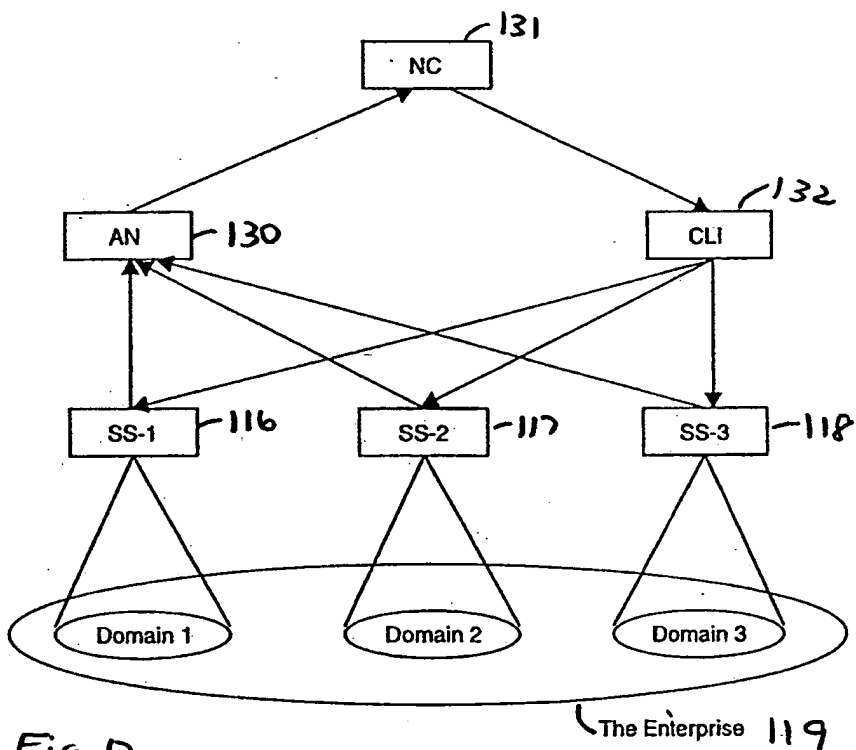 131
NC
132
AN
130
CLI
SS-1
116
SS-2
117
SS-3
118
Domain 1
Domain 2
Domain 3
The Enterprise 119
Fig. D